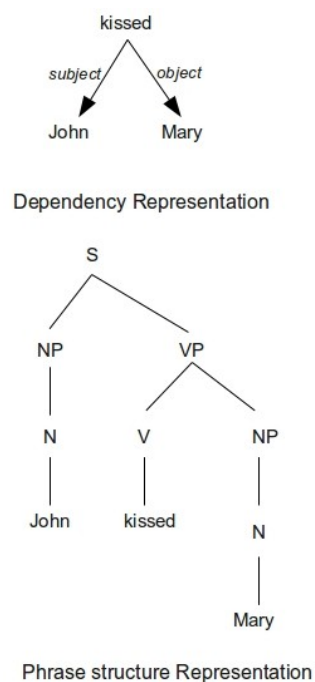 kissed
subject object
John Mary
Dependency Representation
S
NP VP
N V NP
John kissed N
Mary
Phrase structure Representation